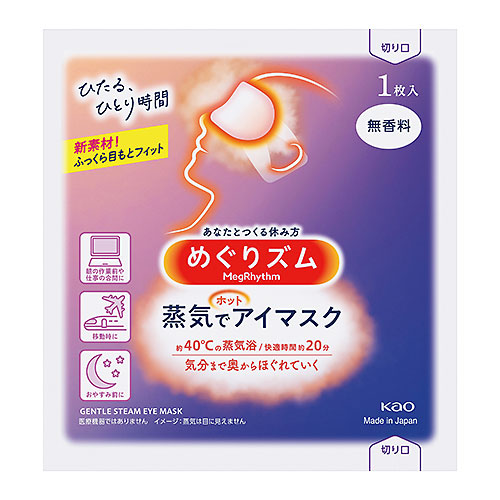 切り口
ひたる、
ひとり時間
1枚入
無香料
新素材!
ふっくら目もとフィット
あなたとつくる休み方
めぐりズム
MegRhythm
ホット
蒸気でアイマスク
約40℃の蒸気浴/快適時間約20分
気分まで奥からほぐれていく
朝の作業前や
仕事の合間に
移動時に
おやすみ前に
GENTLE STEAM EYE MASK
医療機器ではありません イメージ:蒸気は目に見えません
Kao
Made in Japan
切り口